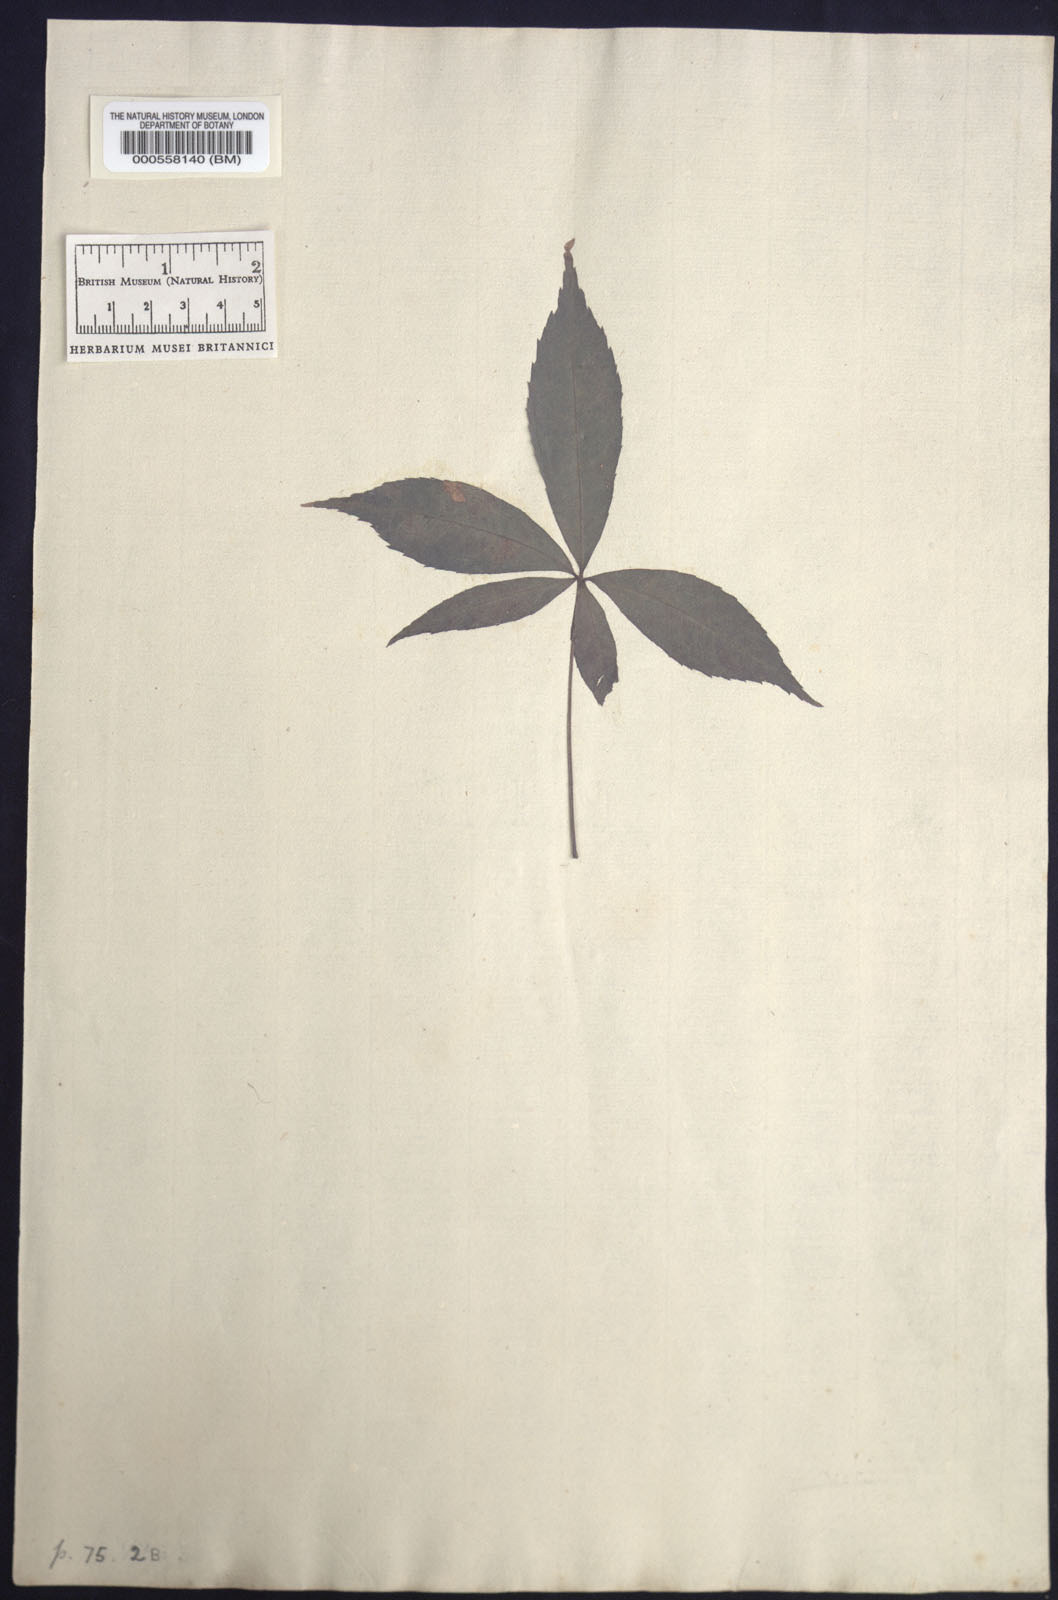 THE NATURAL HISTORY MUSEUM, LONDON
DEPARTMENT OF BOTANY
000558140 (BM)
1 2
BRITISH MUSEUM (NATURAL HISTORY)
1 2 3 4 5
HERBARIUM MUSEI BRITANNICI
p. 75. 2B